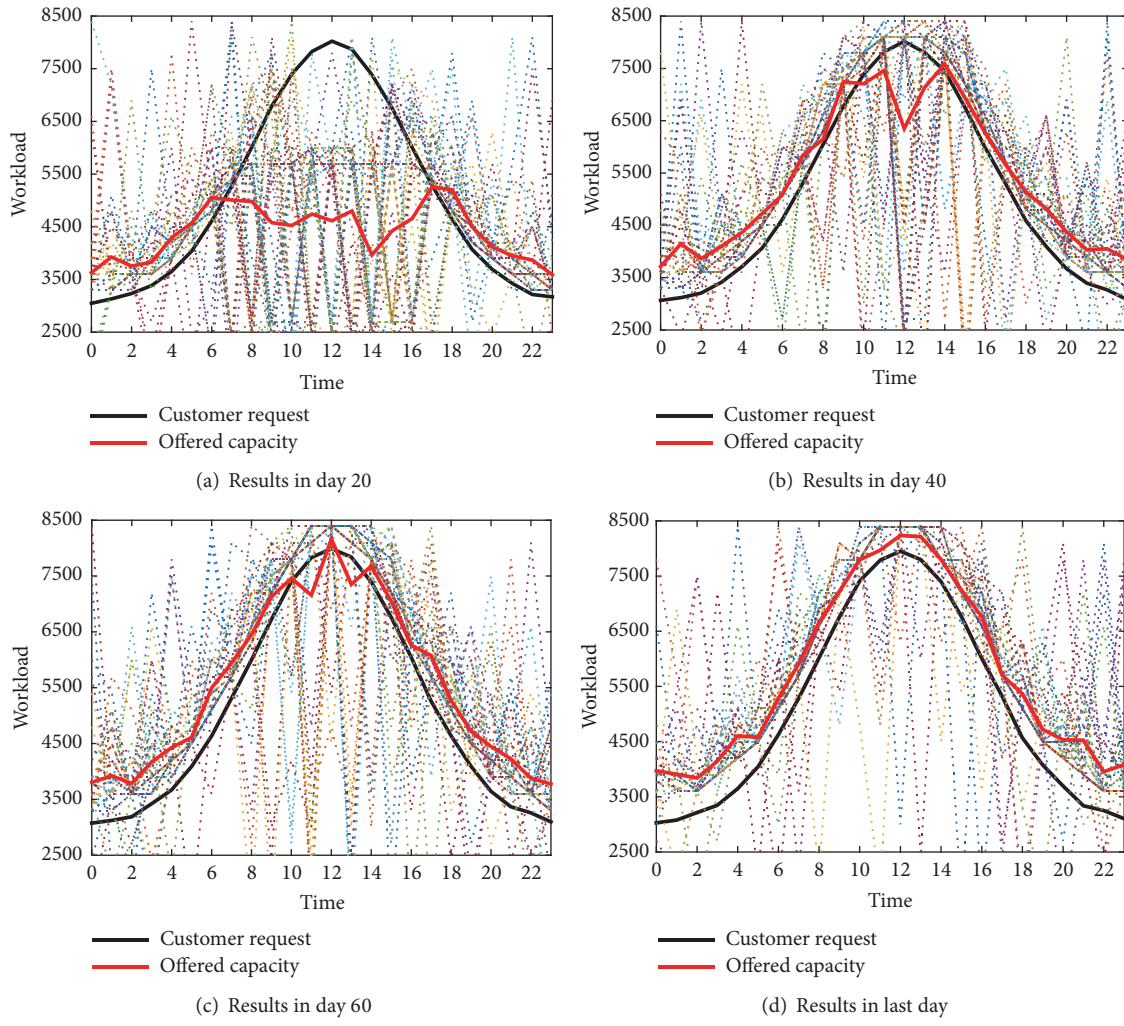 8500
7500
6500
5500
4500
3500
2500
Workload
0 2 4 6 8 10 12 14 16 18 20 22
Time
Customer request
Offered capacity
(a) Results in day 20
8500
7500
6500
5500
4500
3500
2500
Workload
0 2 4 6 8 10 12 14 16 18 20 22
Time
Customer request
Offered capacity
(b) Results in day 40
8500
7500
6500
5500
4500
3500
2500
Workload
0 2 4 6 8 10 12 14 16 18 20 22
Time
Customer request
Offered capacity
(c) Results in day 60
8500
7500
6500
5500
4500
3500
2500
Workload
0 2 4 6 8 10 12 14 16 18 20 22
Time
Customer request
Offered capacity
(d) Results in last day